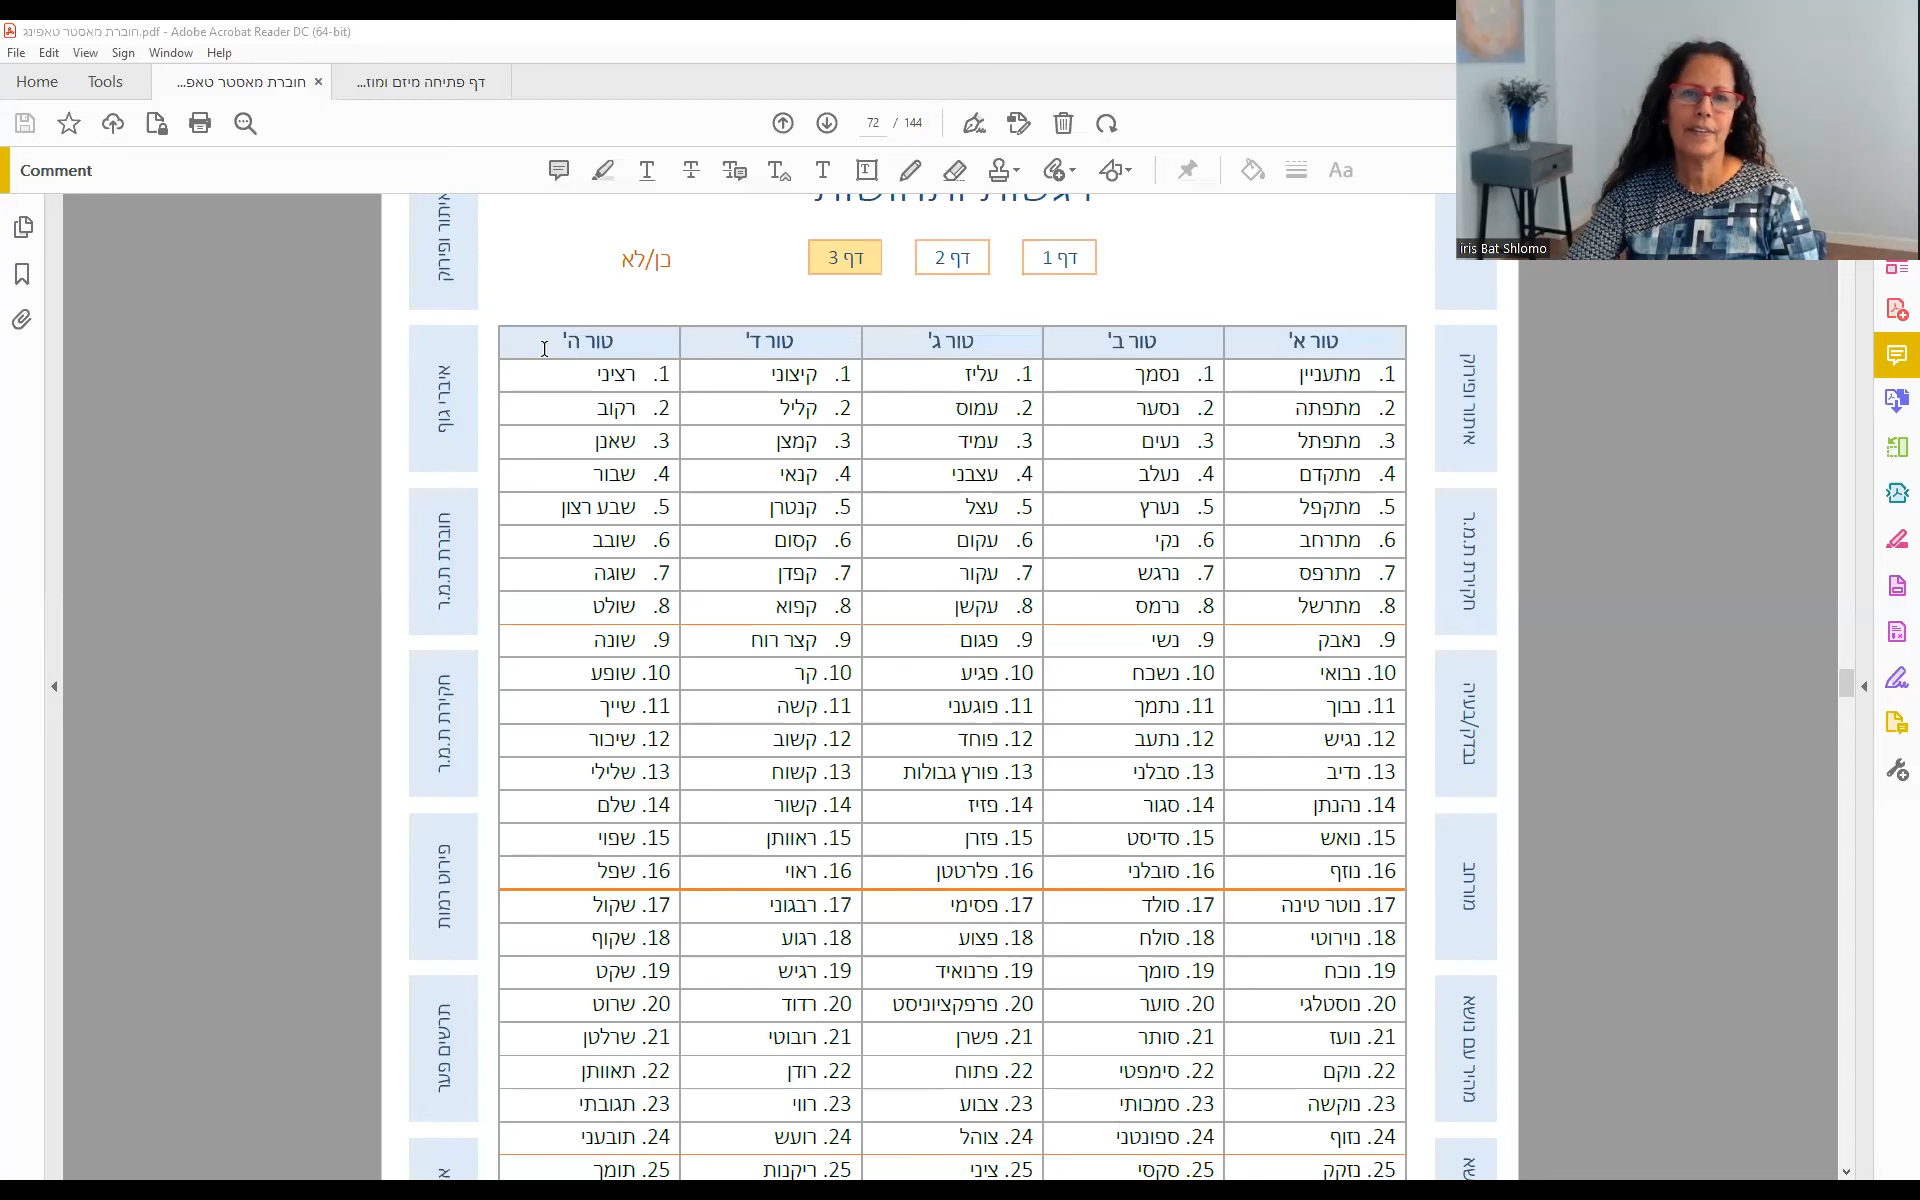 חוברת מאסטר טאפינג.pdf - Adobe Acrobat Reader DC (64-bit)
File Edit View Sign Window Help
Home Tools חוברת מאסטר טאפ... × דף פתיחה מיזם ומוז...
72 / 144
Comment
iris Bat Shlomo
רגשות ותחושות
דף 1 דף 2 דף 3 כן/לא
טור א' טור ב' טור ג' טור ד' טור ה'
1. מתעניין 1. נסמך 1. עליז 1. קיצוני 1. רציני
2. מתפתה 2. נסער 2. עמוס 2. קליל 2. רקוב
3. מתפתל 3. נעים 3. עמיד 3. קמצן 3. שאנן
4. מתקדם 4. נעלב 4. עצבני 4. קנאי 4. שבור
5. מתקפל 5. נערץ 5. עצל 5. קנטרן 5. שבע רצון
6. מתרחב 6. נקי 6. עקום 6. קסום 6. שובב
7. מתרפס 7. נרגש 7. עקור 7. קפדן 7. שוגה
8. מתרשל 8. נרמס 8. עקשן 8. קפוא 8. שולט
9. נאבק 9. נשי 9. פגום 9. קצר רוח 9. שונה
10. נבואי 10. נשכח 10. פגיע 10. קר 10. שופע
11. נבוך 11. נתמך 11. פוגעני 11. קשה 11. שייך
12. נגיש 12. נתעב 12. פוחד 12. קשוב 12. שיכור
13. נדיב 13. סבלני 13. פורץ גבולות 13. קשוח 13. שלילי
14. נהנתן 14. סגור 14. פזיז 14. קשור 14. שלם
15. נואש 15. סדיסט 15. פזרן 15. ראוותן 15. שפוי
16. נוזף 16. סובלני 16. פלרטטן 16. ראוי 16. שפל
17. נוטר טינה 17. סולד 17. פסימי 17. רבגוני 17. שקול
18. נוירוטי 18. סולח 18. פצוע 18. רגוע 18. שקוף
19. נוכח 19. סומך 19. פרנואיד 19. רגיש 19. שקט
20. נוסטלגי 20. סוער 20. פרפקציוניסט 20. רדוד 20. שרוט
21. נועז 21. סותר 21. פשרן 21. רובוטי 21. שרלטן
22. נוקם 22. סימפטי 22. פתוח 22. רודן 22. תאוותן
23. נוקשה 23. סמכותי 23. צבוע 23. רווי 23. תגובתי
24. נזוף 24. ספונטני 24. צוהל 24. רועש 24. תובעני
25. נזקק 25. סקסי 25. ציני 25. ריקנות 25. תומך
איתור ופירוק
חקירת ת.מ.ר
נבדק/בעיה
מורחב
מהיר עם נושא
איתור ופירוק
איברי גוף
חוברת ת.מ.ר
חקירת ת.מ.ר
פירוט רמות
תרשים פער